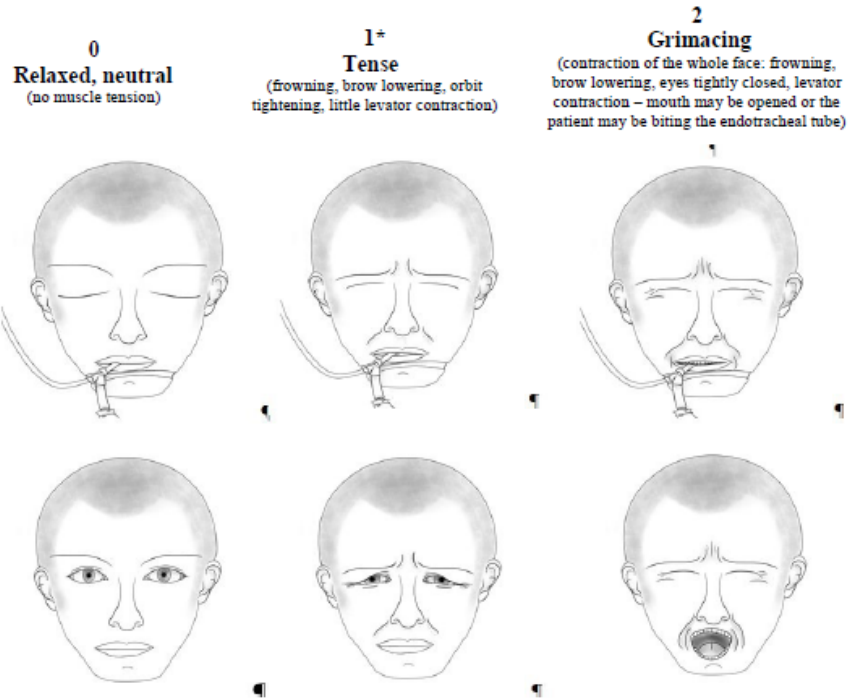 0
Relaxed, neutral
(no muscle tension)
1*
Tense
(frowning, brow lowering, orbit
tightening, little levator contraction)
2
Grimacing
(contraction of the whole face: frowning,
brow lowering, eyes tightly closed, levator
contraction – mouth may be opened or the
patient may be biting the endotracheal tube)
¶
¶
¶
¶
¶
¶